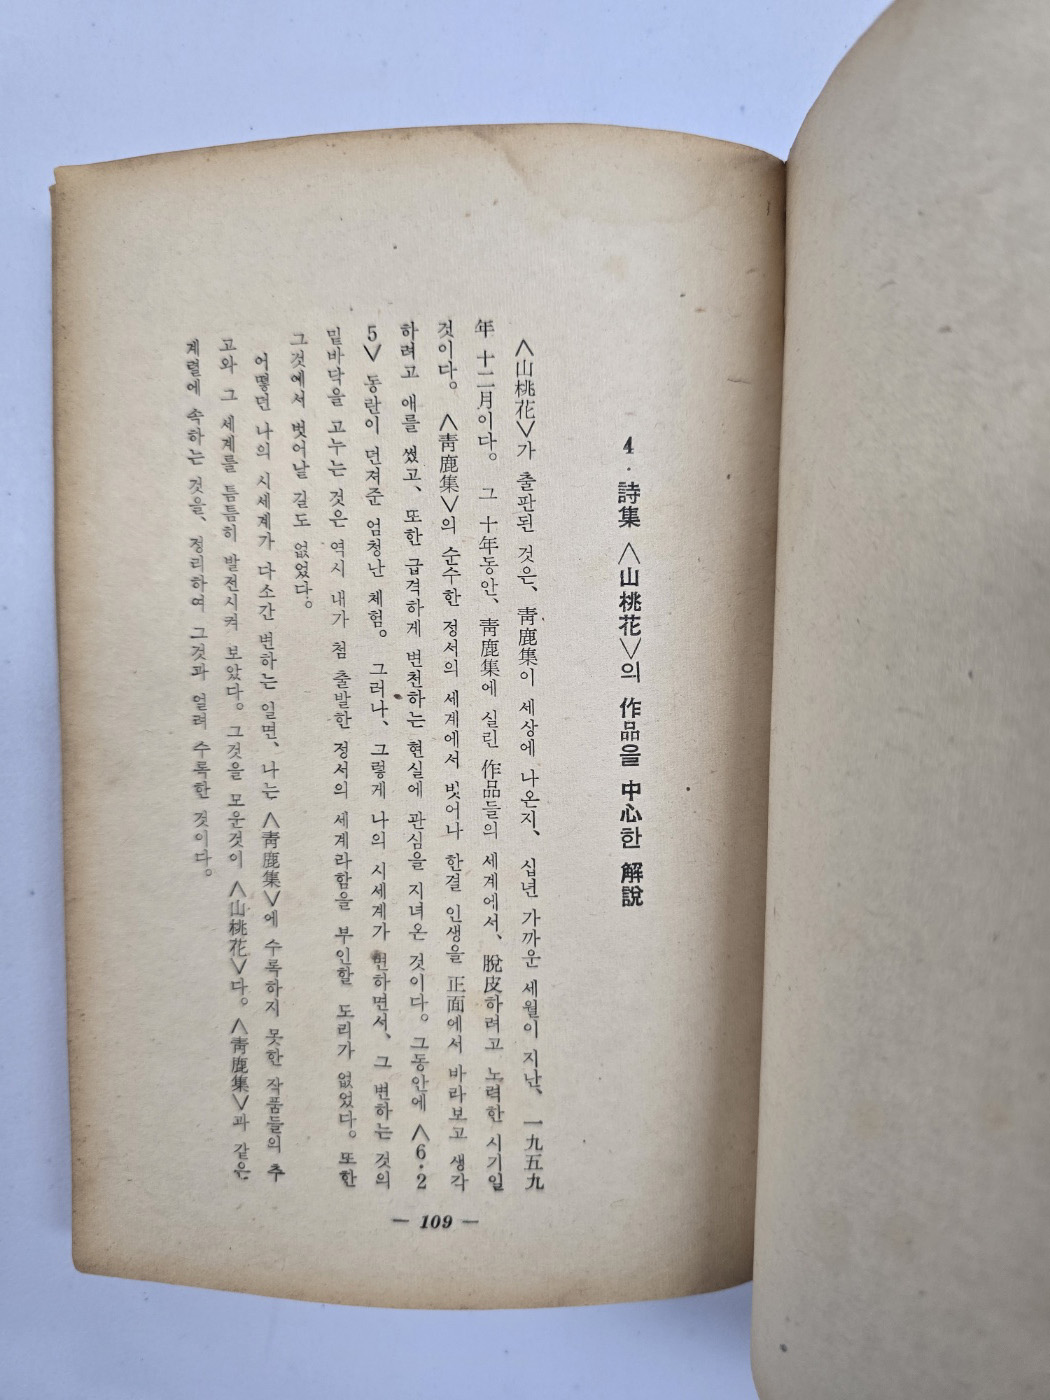 4 · 詩集 〈山桃花〉의 作品을 中心한 解說
〈山桃花〉가 출판된 것은、靑鹿集이 세상에 나온지、십년 가까운 세월이 지난、一九五九
年 十二月이다。 그 十年동안、靑鹿集에 실린 作品들의 세계에서、脫皮하려고 노력한 시기일
것이다。 〈靑鹿集〉의 순수한 정서의 세계에서 벗어나 한결 인생을 正面에서 바라보고 생각
하려고 애를 썼고、또한 급격하게 변천하는 현실에 관심을 지녀온 것이다。 그동안에 〈6·2
5〉 동란이 던져준 엄청난 체험。 그러나、그렇게 나의 시세계가 변하면서、그 변하는 것의
밑바닥을 고누는 것은 역시 내가 첨 출발한 정서의 세계라함을 부인할 도리가 없었다。 또한
그것에서 벗어날 길도 없었다。
어떻던 나의 시세계가 다소간 변하는 일면、나는 〈靑鹿集〉에 수록하지 못한 작품들의 추
고와 그 세계를 틈틈히 발전시켜 보았다。 그것을 모운것이 〈山桃花〉다。 〈靑鹿集〉과 같은
계렬에 속하는 것을、정리하여 그것과 얼려 수록한 것이다。
— 109 —